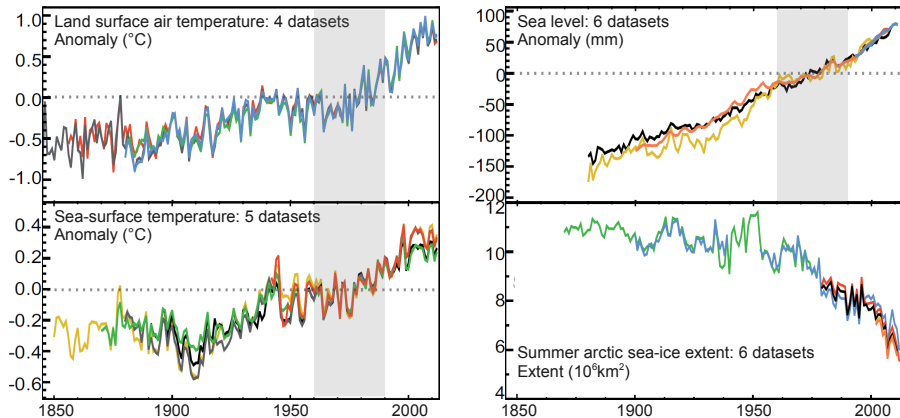 Land surface air temperature: 4 datasets
Anomaly (°C)
1.0
0.5
0.0
-0.5
-1.0
Sea level: 6 datasets
Anomaly (mm)
100
50
0
-50
-100
-150
-200
Sea-surface temperature: 5 datasets
Anomaly (°C)
0.4
0.2
0.0
-0.2
-0.4
-0.6
1850 1900 1950 2000
12
10
8
6
4
Summer arctic sea-ice extent: 6 datasets
Extent (10⁶km²)
1850 1900 1950 2000